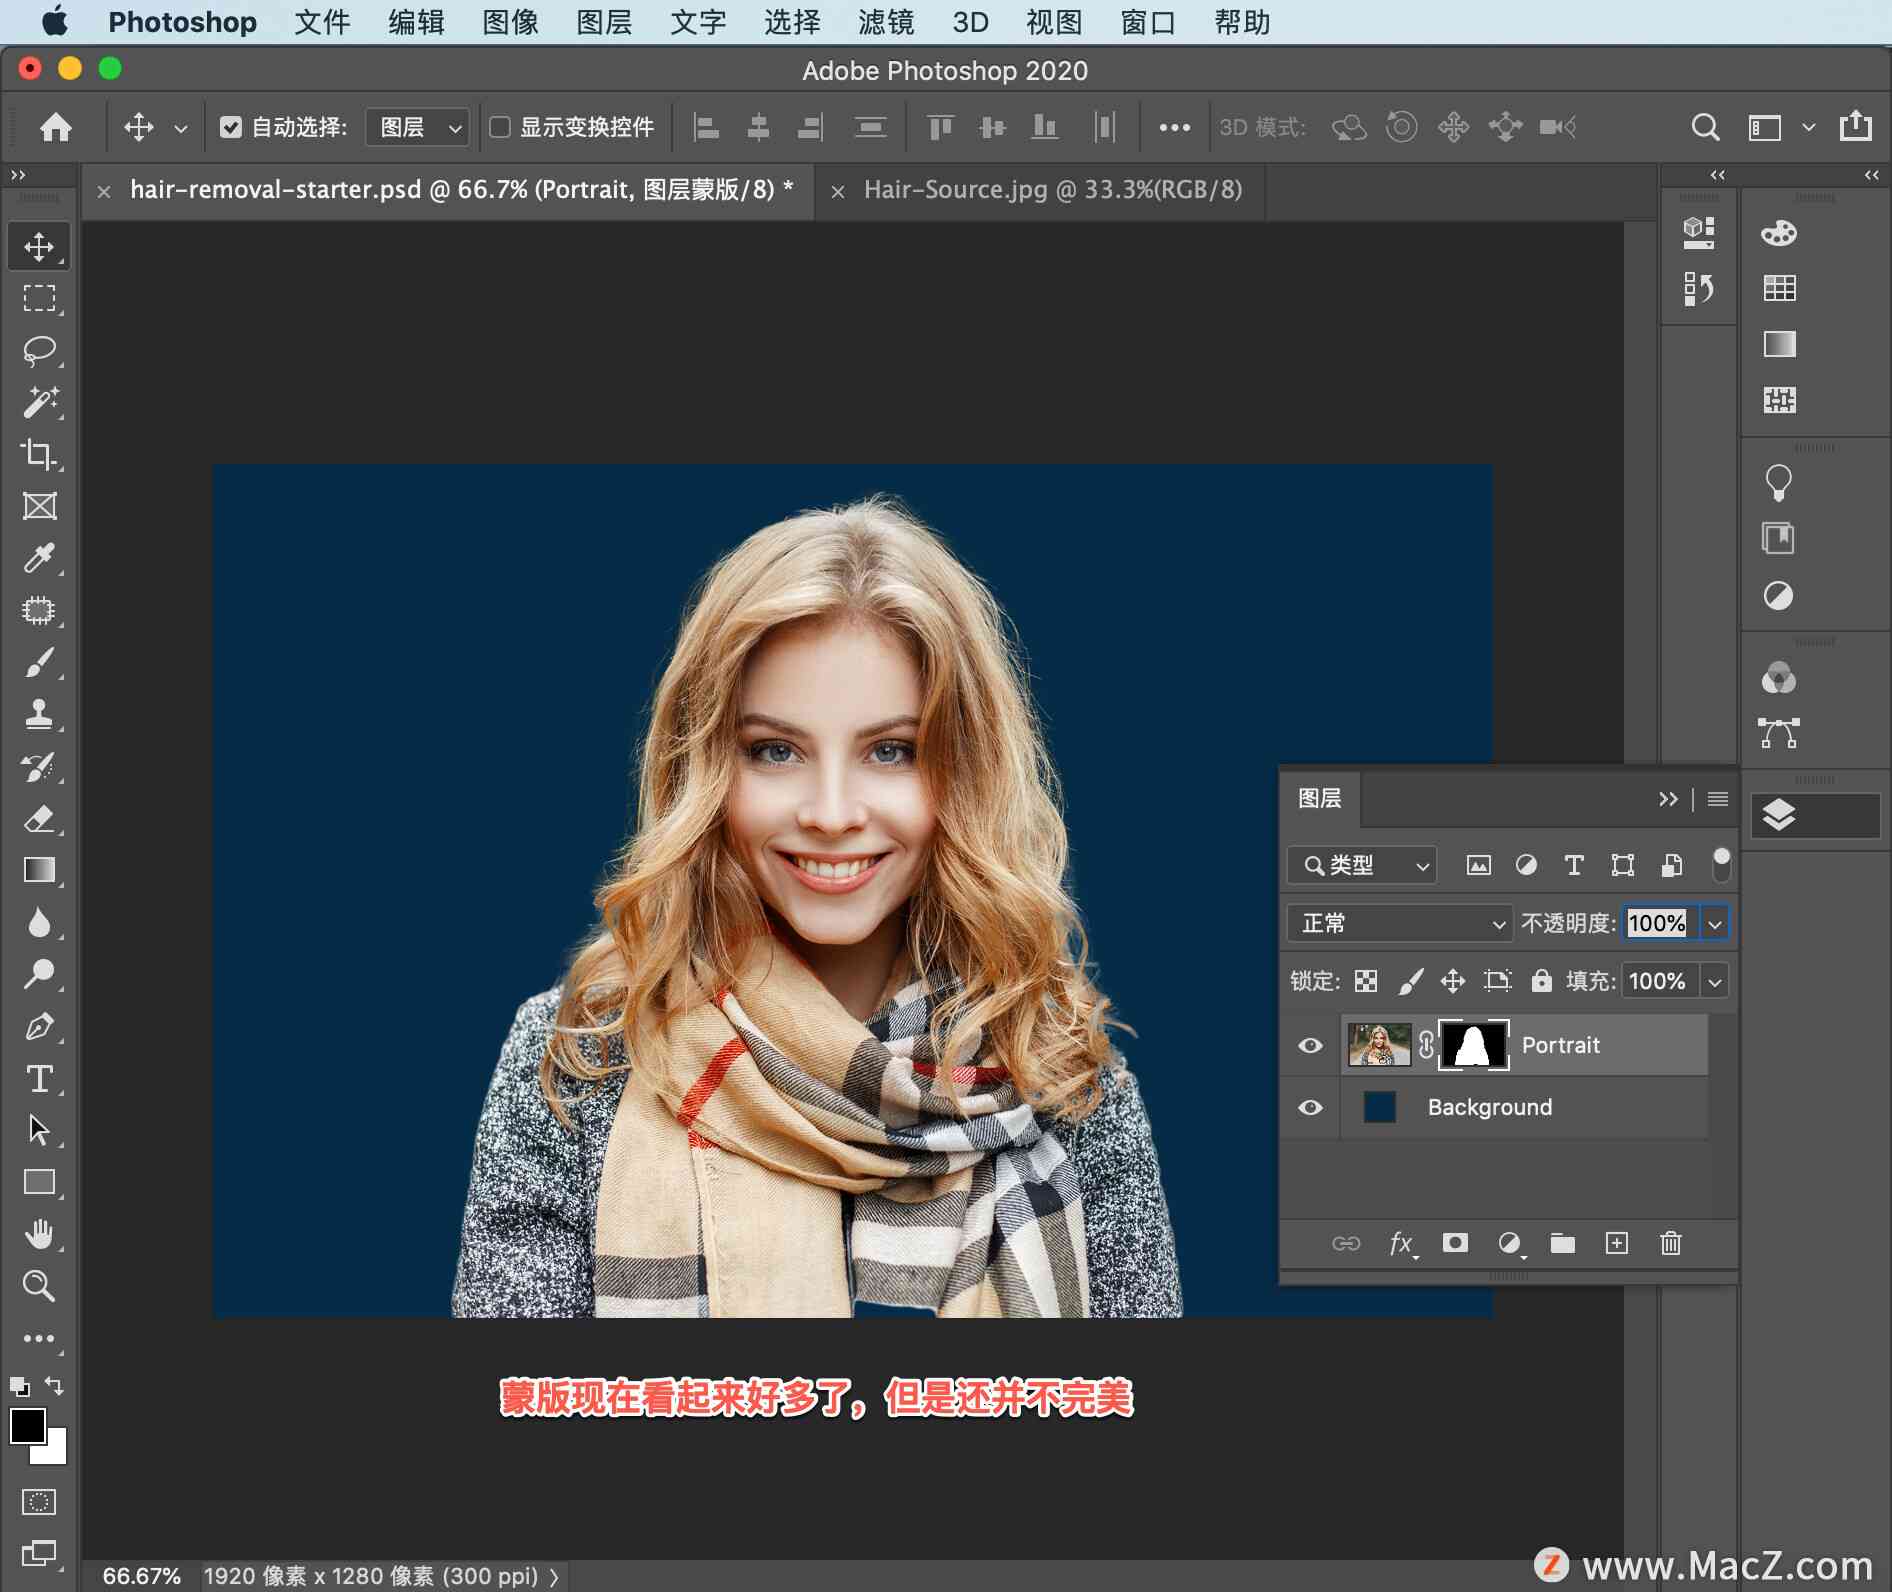 Photoshop 文件 编辑 图像 图层 文字 选择 滤镜 3D 视图 窗口 帮助
Adobe Photoshop 2020
自动选择: 图层 显示变换控件 3D 模式:
hair-removal-starter.psd @ 66.7% (Portrait, 图层蒙版/8) * Hair-Source.jpg @ 33.3%(RGB/8)
图层
类型
正常 不透明度: 100%
锁定: 填充: 100%
Portrait
Background
fx
蒙版现在看起来好多了，但是还并不完美
66.67% 1920 像素 x 1280 像素 (300 ppi)
Z www.MacZ.com